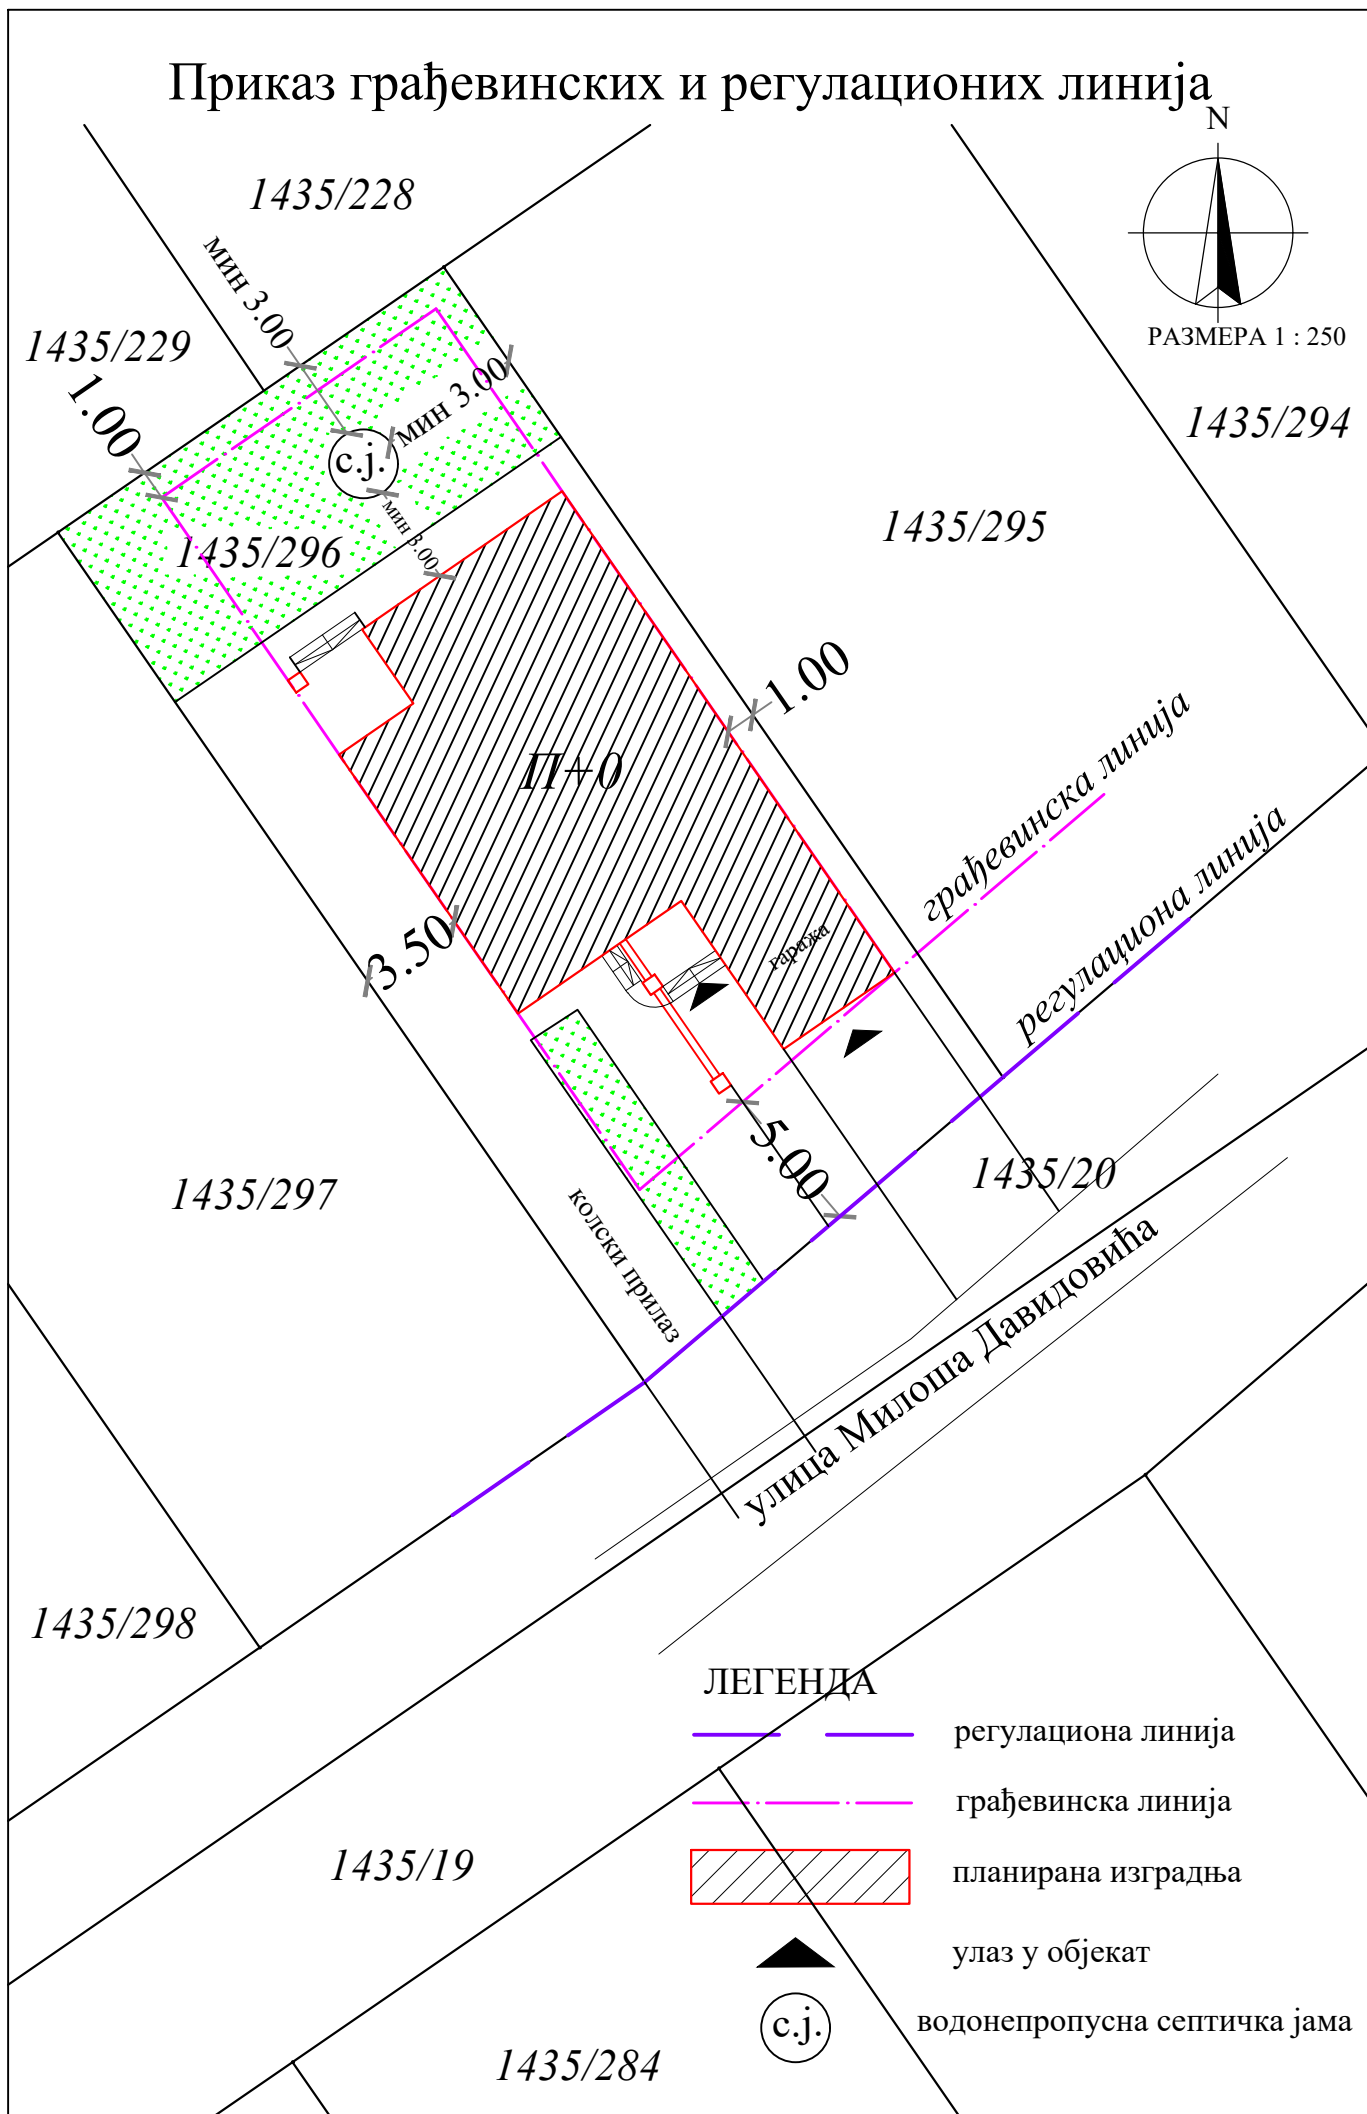 Приказ грађевинских и регулационих линија
N
РАЗМЕРА 1 : 250
1435/228
мин 3.00
1435/229
1.00
мин 3.00
1435/294
с.ј.
мин 3.00
1435/295
1435/296
1.00
П+0
грађевинска линија
регулациона линија
3.50
гаража
5.00
1435/20
1435/297
колски прилаз
улица Милоша Давидовића
1435/298
ЛЕГЕНДА
регулациона линија
грађевинска линија
планирана изградња
1435/19
улаз у објекат
с.ј.
водонепропусна септичка јама
1435/284